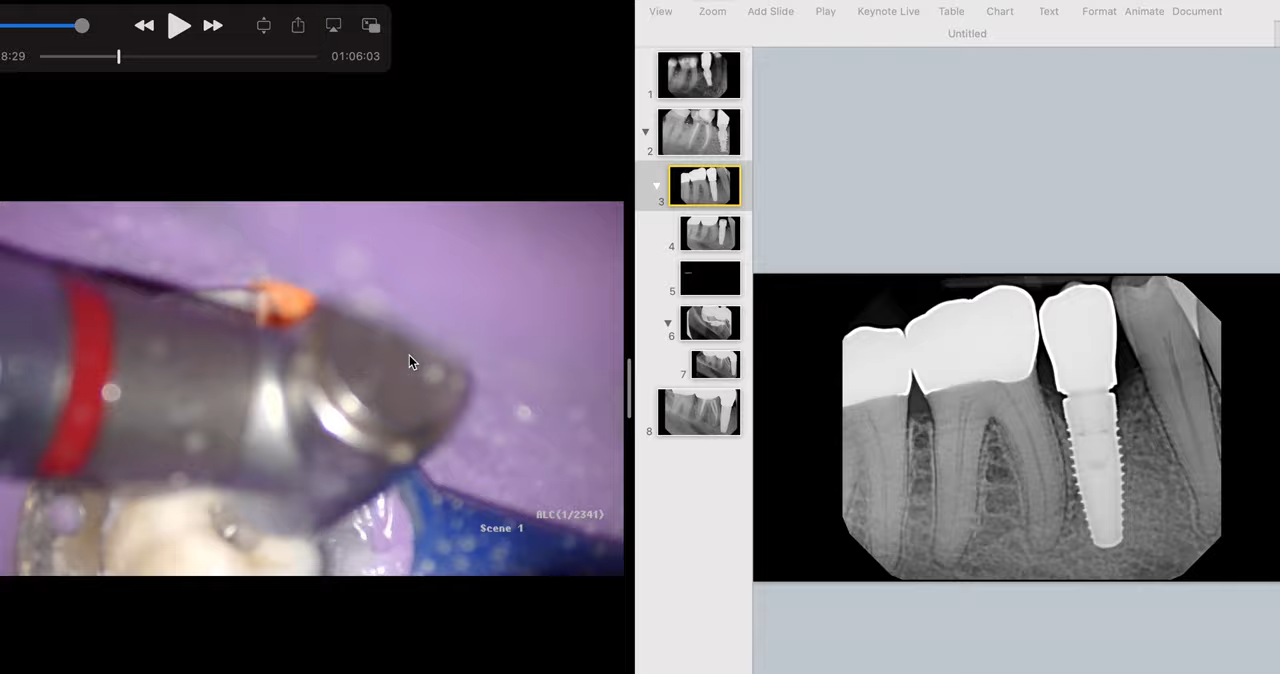 8:29
01:06:03
ALC(1/2341)
Scene 1
View Zoom Add Slide Play Keynote Live Table Chart Text Format Animate Document
Untitled
1
2
3
4
5
6
7
8